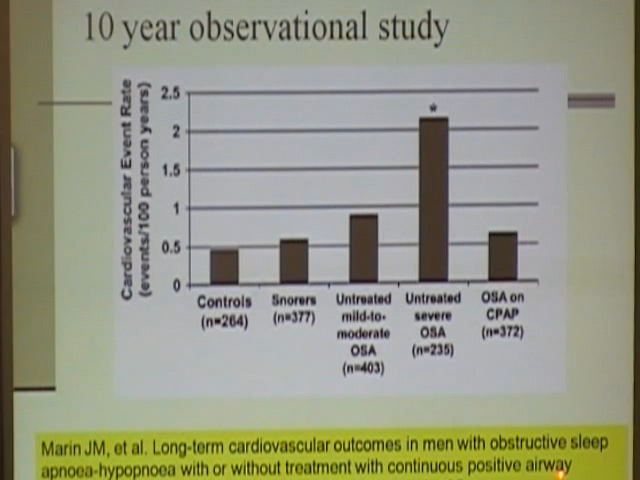 10 year observational study
Cardiovascular Event Rate
(events/100 person years)
2.5
2
1.5
1
0.5
0
*
Controls
(n=264)
Snorers
(n=377)
Untreated
mild-to-
moderate
OSA
(n=403)
Untreated
severe
OSA
(n=235)
OSA on
CPAP
(n=372)
Marin JM, et al. Long-term cardiovascular outcomes in men with obstructive sleep
apnoea-hypopnoea with or without treatment with continuous positive airway